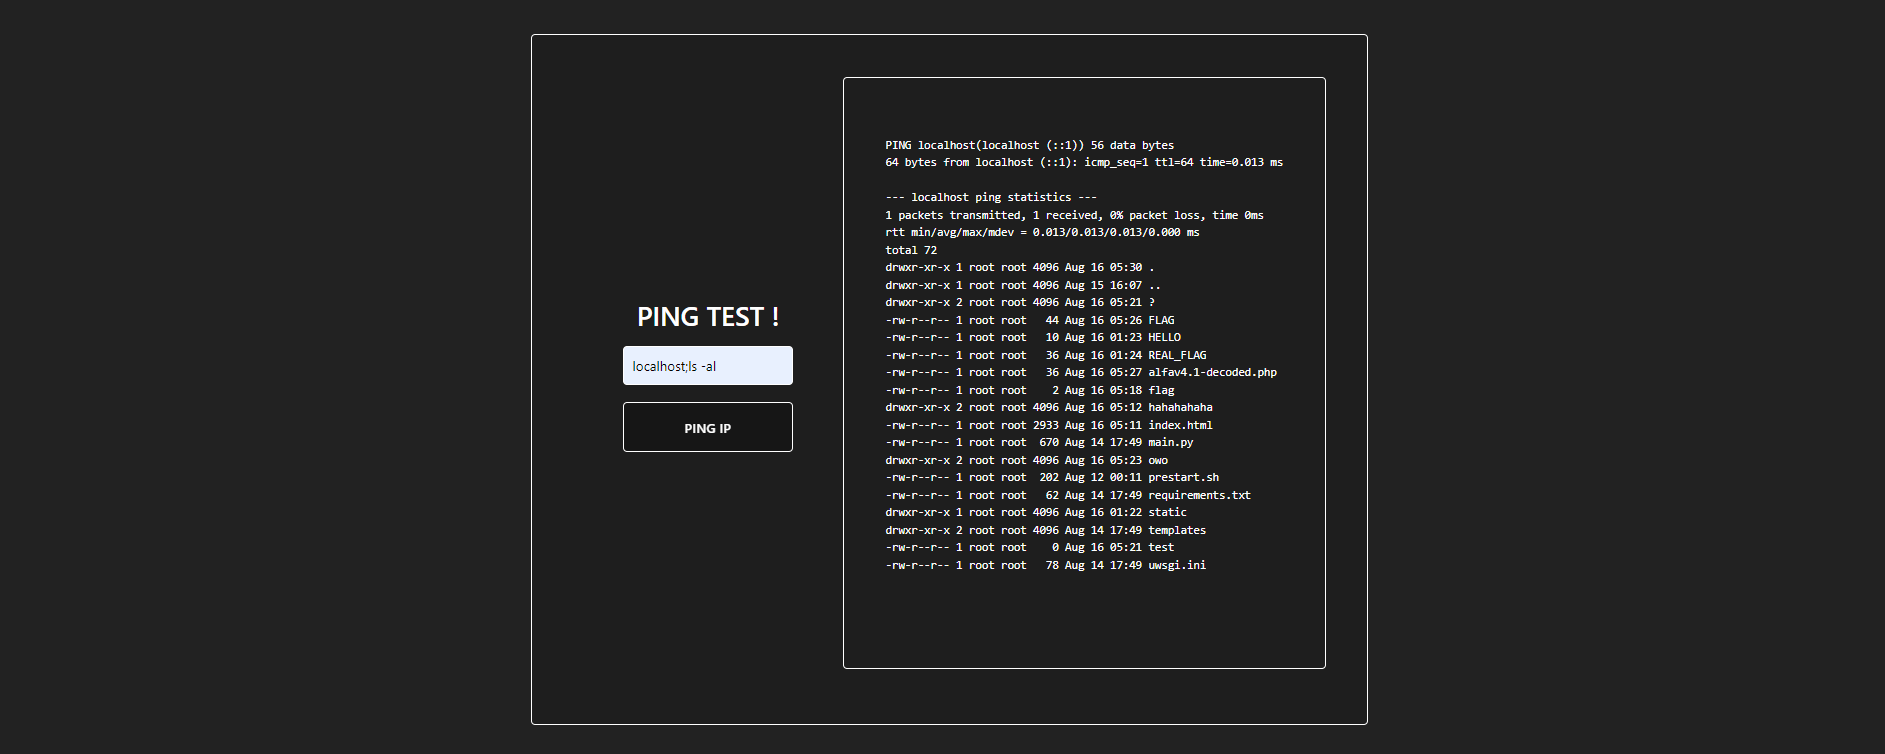 PING TEST !
localhost;ls -al
PING IP
PING localhost(localhost (::1)) 56 data bytes
64 bytes from localhost (::1): icmp_seq=1 ttl=64 time=0.013 ms
--- localhost ping statistics ---
1 packets transmitted, 1 received, 0% packet loss, time 0ms
rtt min/avg/max/mdev = 0.013/0.013/0.013/0.000 ms
total 72
drwxr-xr-x 1 root root 4096 Aug 16 05:30 .
drwxr-xr-x 1 root root 4096 Aug 15 16:07 ..
drwxr-xr-x 2 root root 4096 Aug 16 05:21 ?
-rw-r--r-- 1 root root   44 Aug 16 05:26 FLAG
-rw-r--r-- 1 root root   10 Aug 16 01:23 HELLO
-rw-r--r-- 1 root root   36 Aug 16 01:24 REAL_FLAG
-rw-r--r-- 1 root root   36 Aug 16 05:27 alfav4.1-decoded.php
-rw-r--r-- 1 root root    2 Aug 16 05:18 flag
drwxr-xr-x 2 root root 4096 Aug 16 05:12 hahahahaha
-rw-r--r-- 1 root root 2933 Aug 16 05:11 index.html
-rw-r--r-- 1 root root  670 Aug 14 17:49 main.py
drwxr-xr-x 2 root root 4096 Aug 16 05:23 owo
-rw-r--r-- 1 root root  202 Aug 12 00:11 prestart.sh
-rw-r--r-- 1 root root   62 Aug 14 17:49 requirements.txt
drwxr-xr-x 1 root root 4096 Aug 16 01:22 static
drwxr-xr-x 2 root root 4096 Aug 14 17:49 templates
-rw-r--r-- 1 root root    0 Aug 16 05:21 test
-rw-r--r-- 1 root root   78 Aug 14 17:49 uwsgi.ini